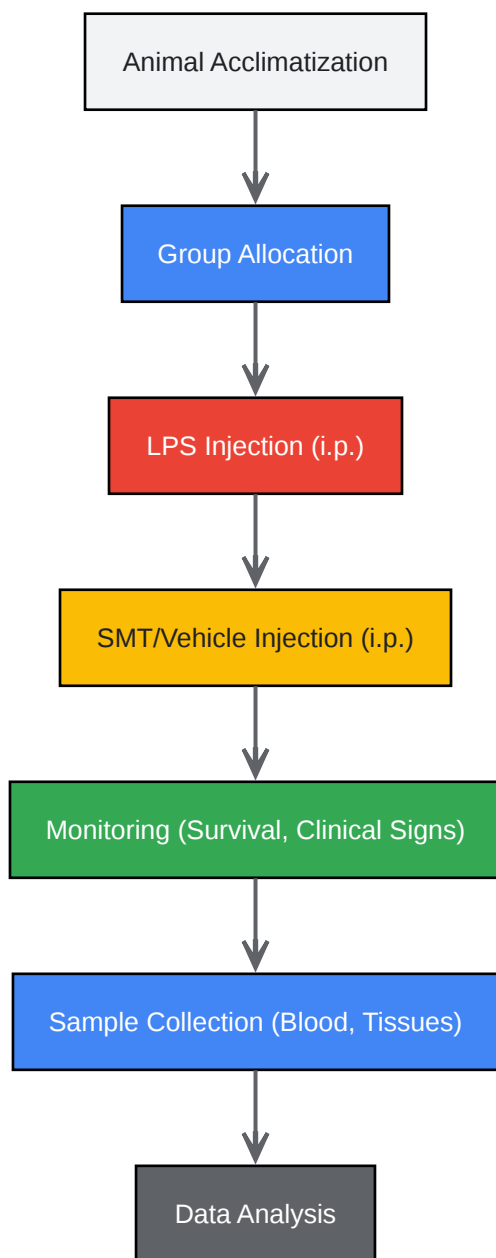 Animal Acclimatization
Group Allocation
LPS Injection (i.p.)
SMT/Vehicle Injection (i.p.)
Monitoring (Survival, Clinical Signs)
Sample Collection (Blood, Tissues)
Data Analysis